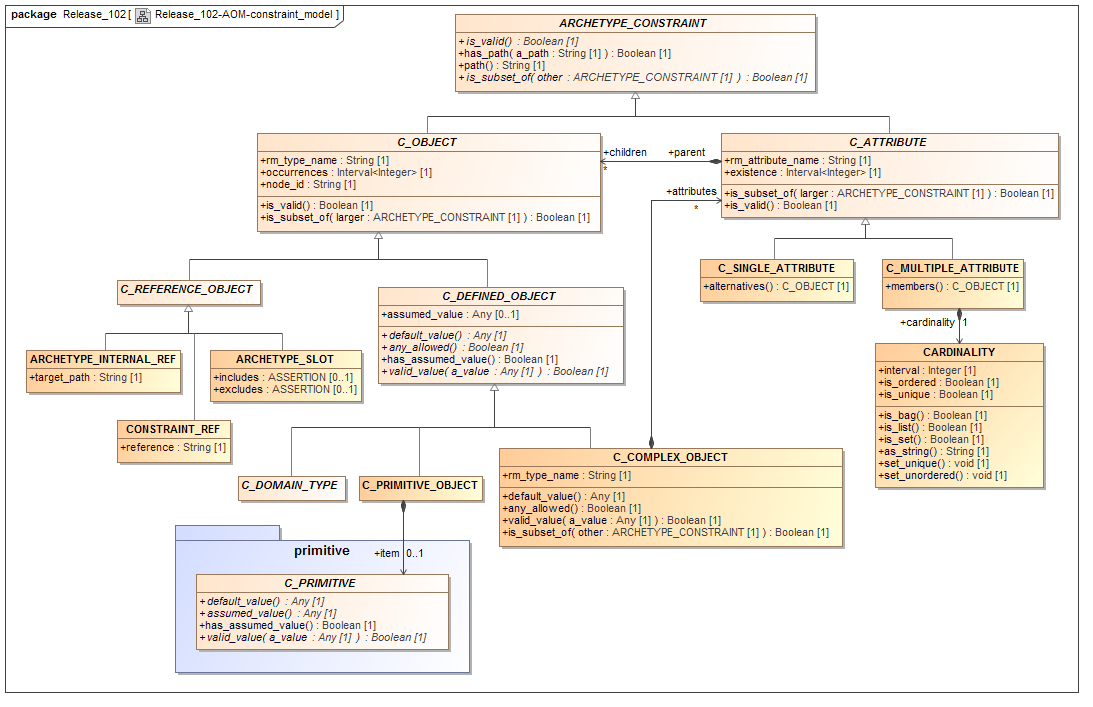 package Release_102[ Release_102-AOM-constraint_model ]
ARCHETYPE_CONSTRAINT
+is_valid() : Boolean [1]
+has_path( a_path : String [1] ) : Boolean [1]
+path() : String [1]
+is_subset_of( other : ARCHETYPE_CONSTRAINT [1] ) : Boolean [1]
C_OBJECT
+rm_type_name : String [1]
+occurrences : Interval<Integer> [1]
+node_id : String [1]
+is_valid() : Boolean [1]
+is_subset_of( larger : ARCHETYPE_CONSTRAINT [1] ) : Boolean [1]
+children
*
+parent
C_ATTRIBUTE
+rm_attribute_name : String [1]
+existence : Interval<Integer> [1]
+is_subset_of( larger : ARCHETYPE_CONSTRAINT [1] ) : Boolean [1]
+is_valid() : Boolean [1]
+attributes
*
C_REFERENCE_OBJECT
C_DEFINED_OBJECT
+assumed_value : Any [0..1]
+default_value() : Any [1]
+any_allowed() : Boolean [1]
+has_assumed_value() : Boolean [1]
+valid_value( a_value : Any [1] ) : Boolean [1]
C_SINGLE_ATTRIBUTE
+alternatives() : C_OBJECT [1]
C_MULTIPLE_ATTRIBUTE
+members() : C_OBJECT [1]
+cardinality
1
ARCHETYPE_INTERNAL_REF
+target_path : String [1]
ARCHETYPE_SLOT
+includes : ASSERTION [0..1]
+excludes : ASSERTION [0..1]
CARDINALITY
+interval : Integer [1]
+is_ordered : Boolean [1]
+is_unique : Boolean [1]
+is_bag() : Boolean [1]
+is_list() : Boolean [1]
+is_set() : Boolean [1]
+as_string() : String [1]
+set_unique() : void [1]
+set_unordered() : void [1]
CONSTRAINT_REF
+reference : String [1]
C_DOMAIN_TYPE
C_PRIMITIVE_OBJECT
C_COMPLEX_OBJECT
+rm_type_name : String [1]
+default_value() : Any [1]
+any_allowed() : Boolean [1]
+valid_value( a_value : Any [1] ) : Boolean [1]
+is_subset_of( other : ARCHETYPE_CONSTRAINT [1] ) : Boolean [1]
primitive
+item
0..1
C_PRIMITIVE
+default_value() : Any [1]
+assumed_value() : Any [1]
+has_assumed_value() : Boolean [1]
+valid_value( a_value : Any [1] ) : Boolean [1]